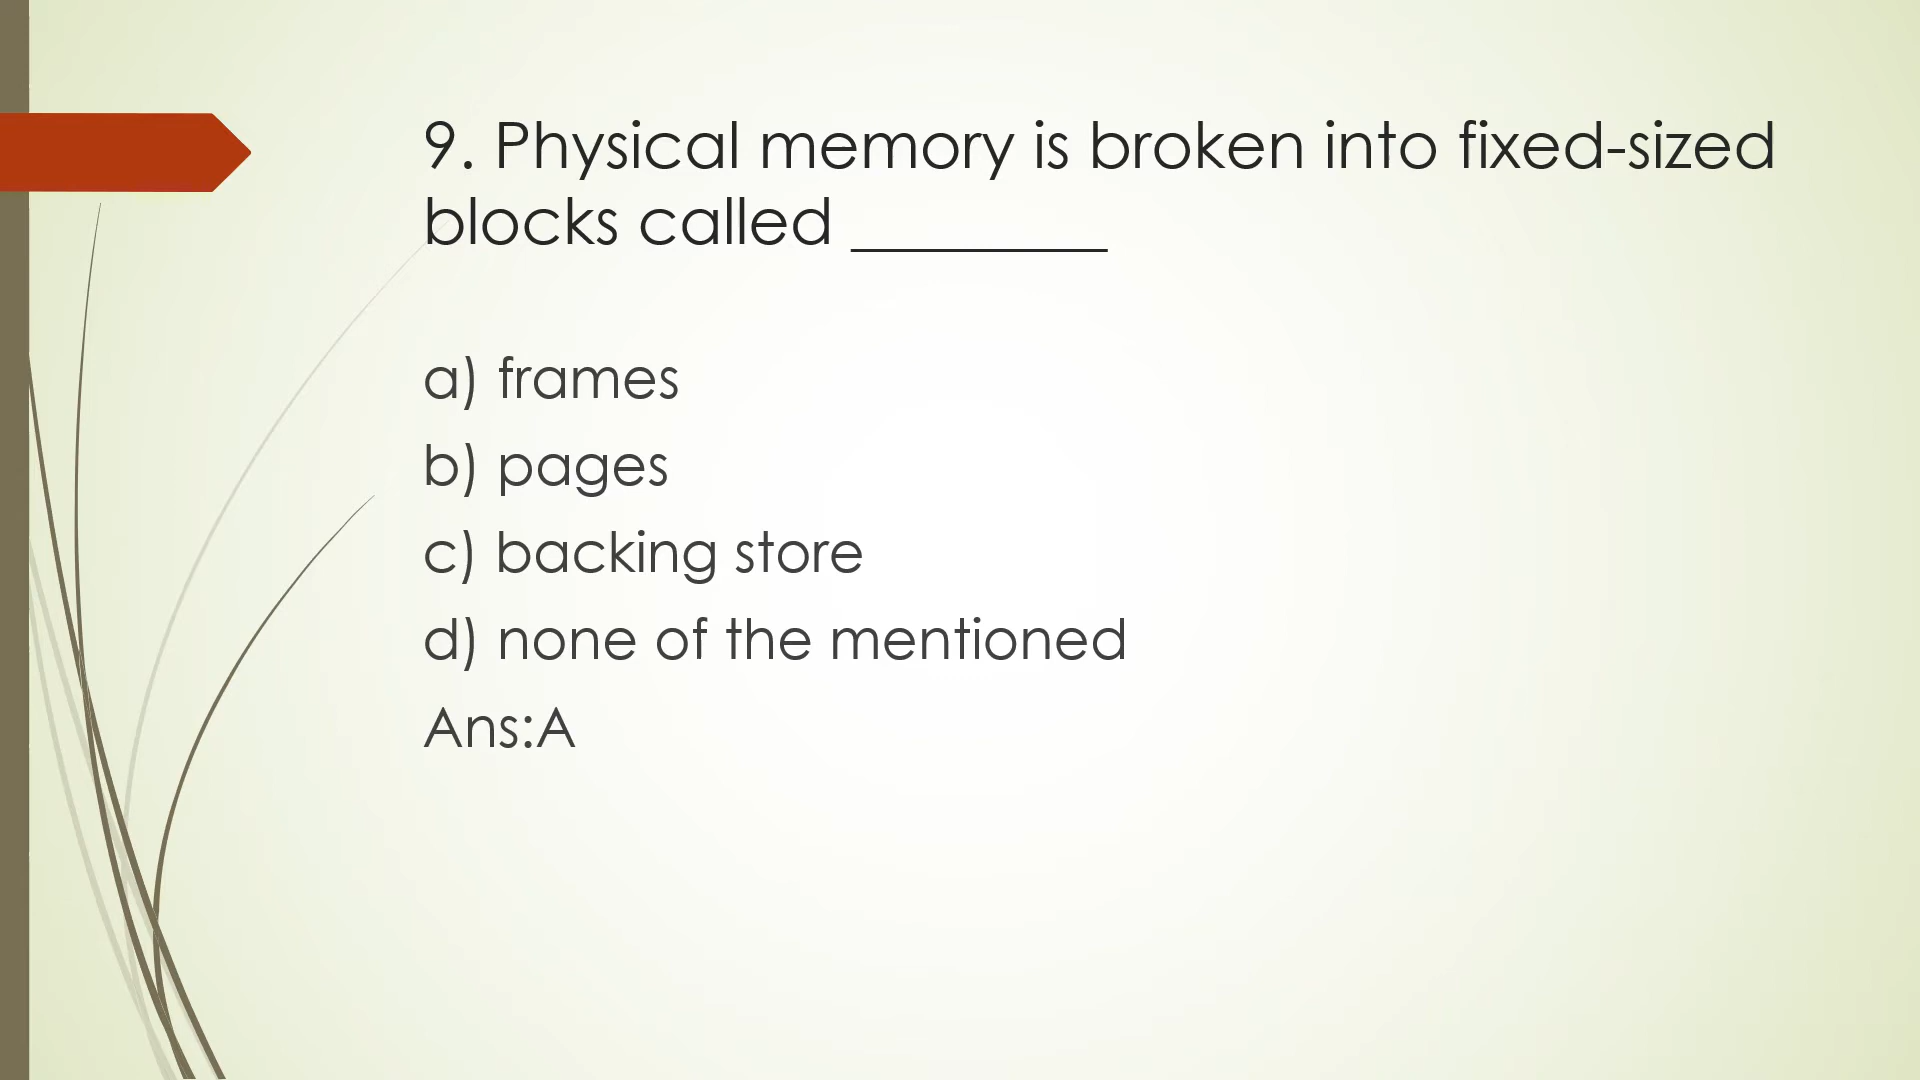 9. Physical memory is broken into fixed-sized
blocks called ________
a) frames
b) pages
c) backing store
d) none of the mentioned
Ans:A